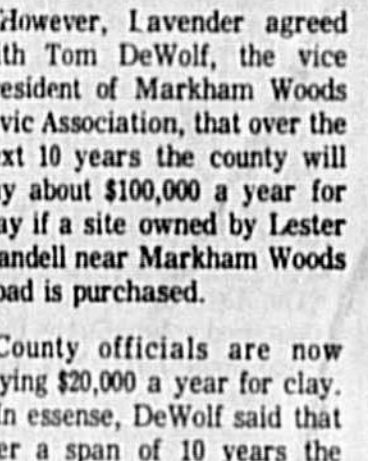 However, Lavender agreed
th Tom DeWolf, the vice
esident of Markham Woods
vic Association, that over the
xt 10 years the county will
y about $100,000 a year for
ay if a site owned by Lester
andell near Markham Woods
oad is purchased.
County officials are now
ying $20,000 a year for clay.
In essense, DeWolf said that
er a span of 10 years the